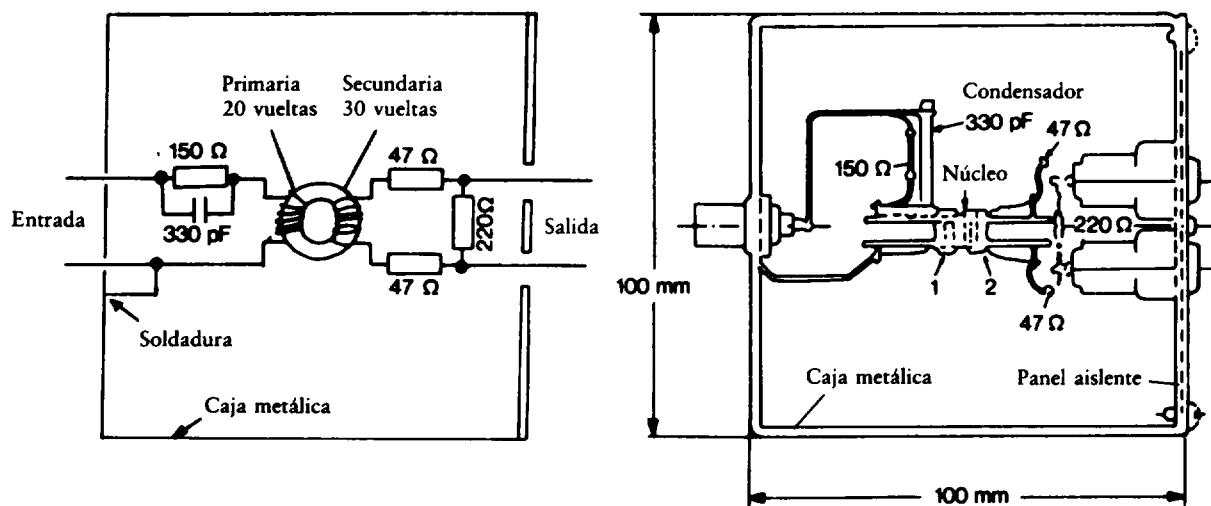 Primaria
20 vueltas
Secundaria
30 vueltas
150 Ω
47 Ω
Entrada
330 pF
220Ω
Salida
47 Ω
Soldadura
Caja metálica
Condensador
330 pF
47 Ω
150 Ω
Núcleo
220 Ω
100 mm
1
2
47 Ω
Caja metálica
Panel aislente
100 mm